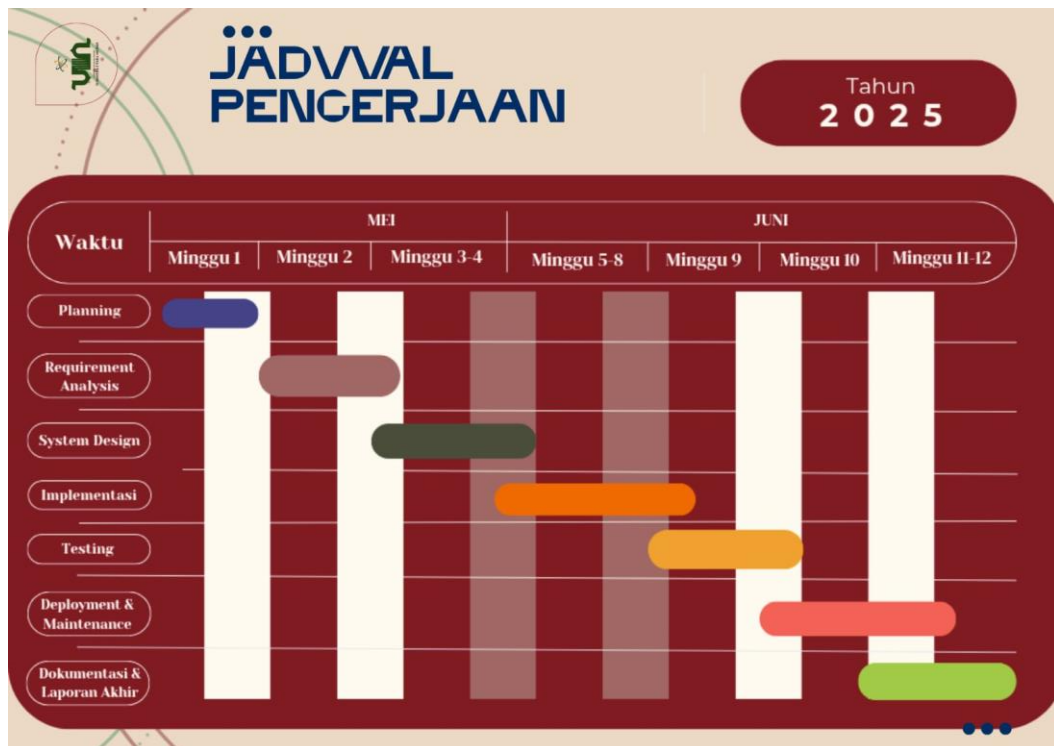 JADWAL
PENGERJAAN
Tahun
2025
Waktu
MEI
JUNI
Minggu 1
Minggu 2
Minggu 3-4
Minggu 5-8
Minggu 9
Minggu 10
Minggu 11-12
Planning
Requirement
Analysis
System Design
Implementasi
Testing
Deployment &
Maintenance
Dokumentasi &
Laporan Akhir